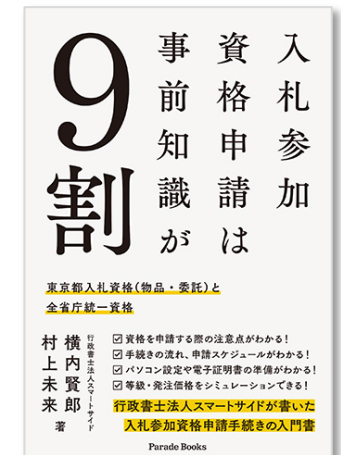 入札参加
資格申請は
事前知識が
9割
東京都入札資格(物品・委託)と
全省庁統一資格
行政書士法人スマートサイド
横内賢郎
村上未来 著
☑資格を申請する際の注意点がわかる!
☑手続きの流れ、申請スケジュールがわかる!
☑パソコン設定や電子証明書の準備がわかる!
☑等級・発注価格をシミュレーションできる!
行政書士法人スマートサイドが書いた
入札参加資格申請手続きの入門書
Parade Books